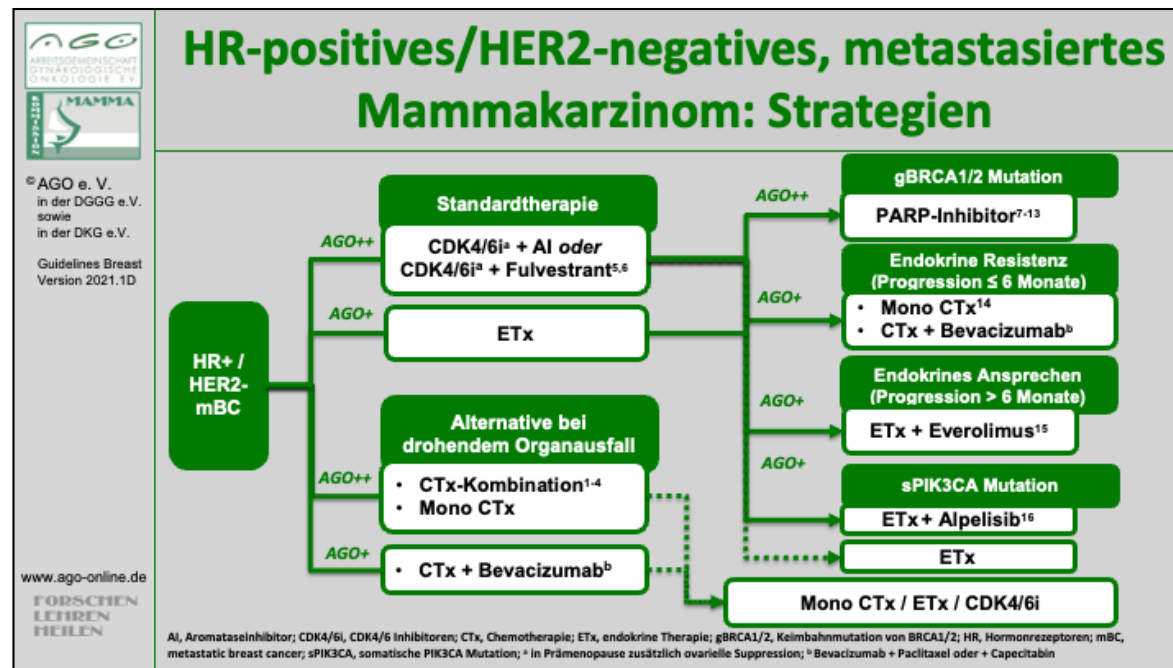 AGO
ARBEITSGEMEINSCHAFT
GYNÄKOLOGISCHE
ONKOLOGIE E.V.
KOMMISSION
MAMMA
© AGO e. V.
in der DGGG e.V.
sowie
in der DKG e.V.
Guidelines Breast
Version 2021.1D
www.ago-online.de
FORSCHEN
LEHREN
HEILEN
HR-positives/HER2-negatives, metastasiertes
Mammakarzinom: Strategien
HR+ /
HER2-
mBC
AGO++
Standardtherapie
CDK4/6iᵃ + AI oder
CDK4/6iᵃ + Fulvestrant⁵,⁶
AGO+
ETx
Alternative bei
drohendem Organausfall
AGO++
• CTx-Kombination¹⁻⁴
• Mono CTx
AGO+
• CTx + Bevacizumabᵇ
gBRCA1/2 Mutation
AGO++
PARP-Inhibitor⁷⁻¹³
Endokrine Resistenz
(Progression ≤ 6 Monate)
AGO+
• Mono CTx¹⁴
• CTx + Bevacizumabᵇ
Endokrines Ansprechen
(Progression > 6 Monate)
AGO+
ETx + Everolimus¹⁵
AGO+
sPIK3CA Mutation
ETx + Alpelisib¹⁶
ETx
Mono CTx / ETx / CDK4/6i
AI, Aromataseinhibitor; CDK4/6i, CDK4/6 Inhibitoren; CTx, Chemotherapie; ETx, endokrine Therapie; gBRCA1/2, Keimbahnmutation von BRCA1/2; HR, Hormonrezeptoren; mBC,
metastatic breast cancer; sPIK3CA, somatische PIK3CA Mutation; ᵃ in Prämenopause zusätzlich ovarielle Suppression; ᵇ Bevacizumab + Paclitaxel oder + Capecitabin